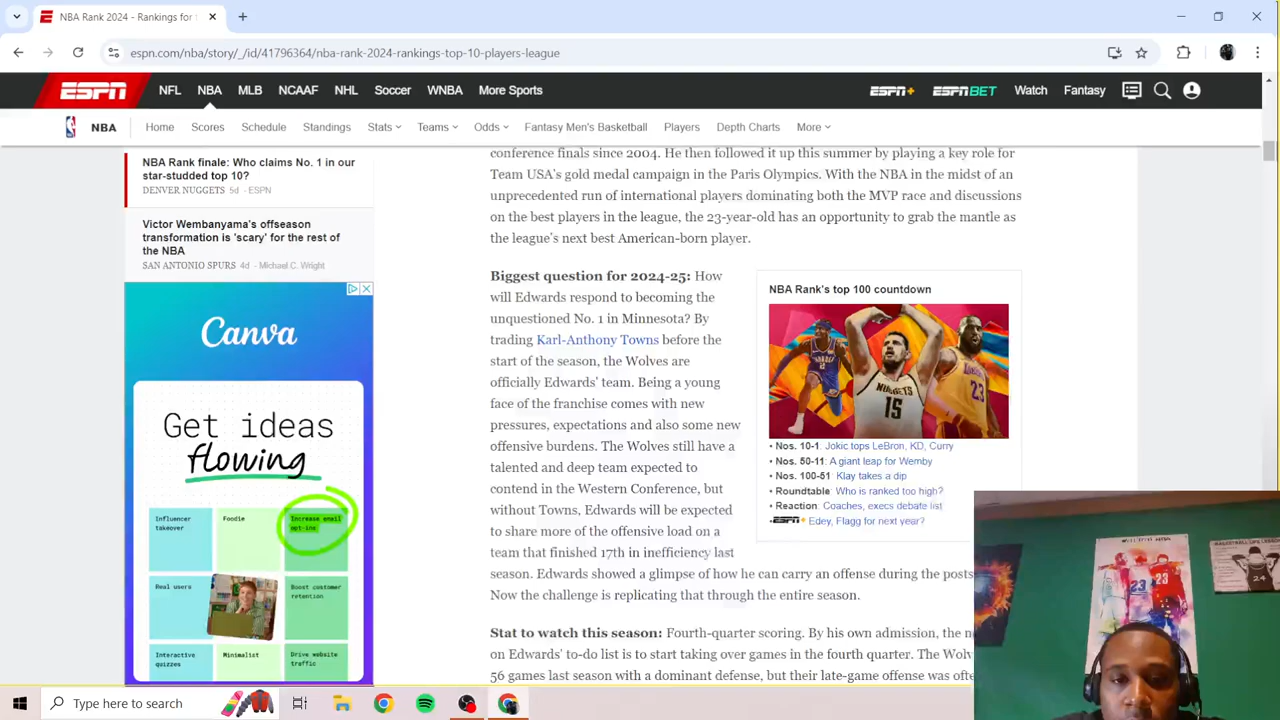 NBA Rank 2024 - Rankings for t
espn.com/nba/story/_/id/41796364/nba-rank-2024-rankings-top-10-players-league
ESPN NFL NBA MLB NCAAF NHL Soccer WNBA More Sports ESPN+ ESPN BET Watch Fantasy
NBA Home Scores Schedule Standings Stats Teams Odds Fantasy Men's Basketball Players Depth Charts More
NBA Rank finale: Who claims No. 1 in our
star-studded top 10?
DENVER NUGGETS 5d - ESPN
Victor Wembanyama's offseason
transformation is 'scary' for the rest of
the NBA
SAN ANTONIO SPURS 4d - Michael C. Wright
Canva
Get ideas
flowing
Influencer
takeover
Foodie
Increase email
opt-ins
Real users
Boost customer
retention
Interactive
quizzes
Minimalist
Drive website
traffic
conference finals since 2004. He then followed it up this summer by playing a key role for
Team USA's gold medal campaign in the Paris Olympics. With the NBA in the midst of an
unprecedented run of international players dominating both the MVP race and discussions
on the best players in the league, the 23-year-old has an opportunity to grab the mantle as
the league's next best American-born player.
Biggest question for 2024-25: How
will Edwards respond to becoming the
unquestioned No. 1 in Minnesota? By
trading Karl-Anthony Towns before the
start of the season, the Wolves are
officially Edwards' team. Being a young
face of the franchise comes with new
pressures, expectations and also some new
offensive burdens. The Wolves still have a
talented and deep team expected to
contend in the Western Conference, but
without Towns, Edwards will be expected
to share more of the offensive load on a
team that finished 17th in inefficiency last
season. Edwards showed a glimpse of how he can carry an offense during the posts
Now the challenge is replicating that through the entire season.
Stat to watch this season: Fourth-quarter scoring. By his own admission, the n
on Edwards' to-do list is to start taking over games in the fourth quarter. The Wol
56 games last season with a dominant defense, but their late-game offense was ofte
NBA Rank's top 100 countdown
NUGGETS
15
23
• Nos. 10-1: Jokic tops LeBron, KD, Curry
• Nos. 50-11: A giant leap for Wemby
• Nos. 100-51 Klay takes a dip
• Roundtable: Who is ranked too high?
• Reaction: Coaches, execs debate list
• ESPN+ Edey, Flagg for next year?
23 23
24
Type here to search